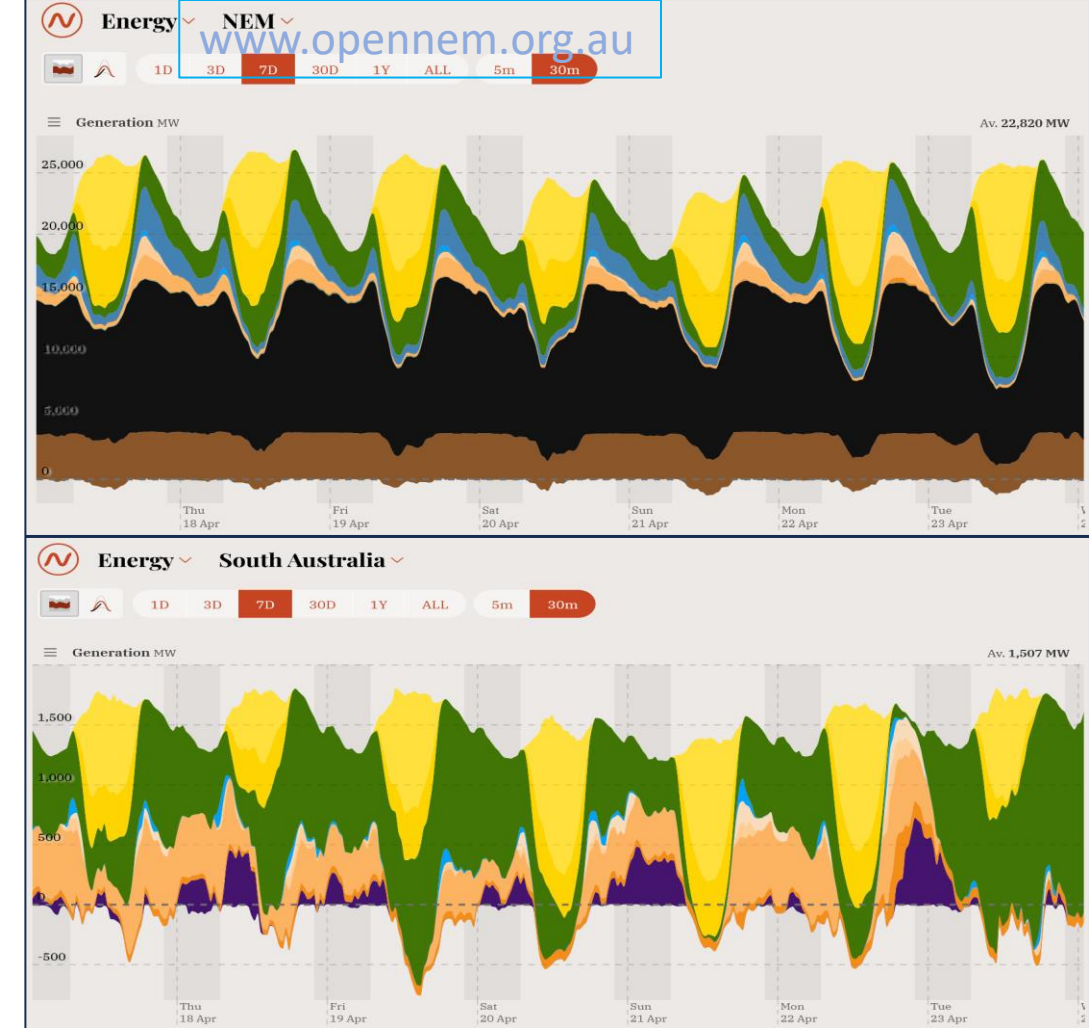 Energy NEM
www.opennem.org.au
1D 3D 7D 30D 1Y ALL 5m 30m
Generation MW Av. 22,820 MW
25,000
20,000
15,000
10,000
5,000
0
Thu Fri Sat Sun Mon Tue
18 Apr 19 Apr 20 Apr 21 Apr 22 Apr 23 Apr
Energy South Australia
1D 3D 7D 30D 1Y ALL 5m 30m
Generation MW Av. 1,507 MW
1,500
1,000
500
0
-500
Thu Fri Sat Sun Mon Tue
18 Apr 19 Apr 20 Apr 21 Apr 22 Apr 23 Apr